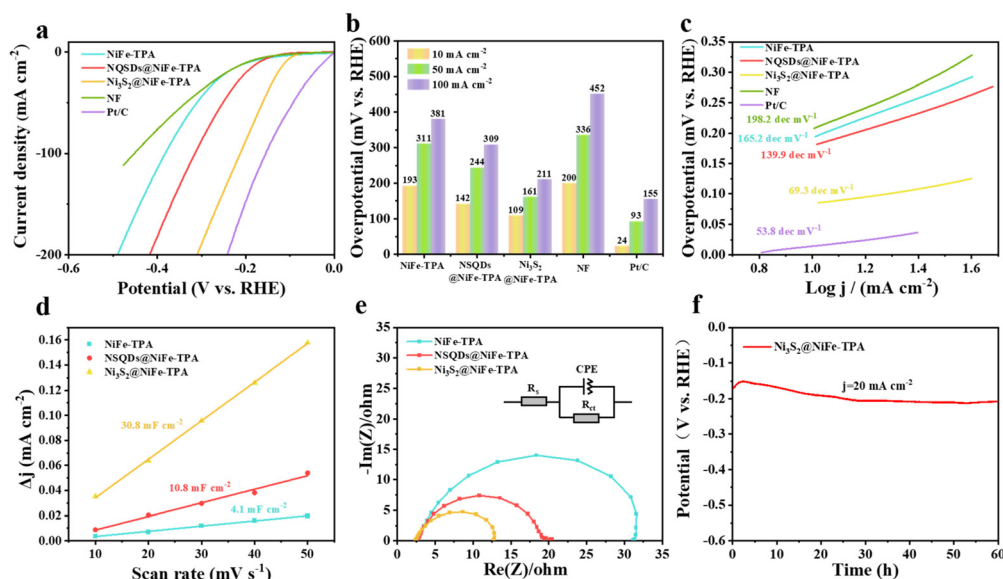 a
Current density (mA cm⁻²)
0
-100
-200
-0.6
-0.4
-0.2
0.0
Potential (V vs. RHE)
NiFe-TPA
NQSDs@NiFe-TPA
Ni₃S₂@NiFe-TPA
NF
Pt/C
b
Overpotential (mV vs. RHE)
600
500
400
300
200
100
0
10 mA cm⁻²
50 mA cm⁻²
100 mA cm⁻²
193
311
381
142
244
309
109
161
211
200
336
452
24
93
155
NiFe-TPA
NSQDs
@NiFe-TPA
Ni₃S₂
@NiFe-TPA
NF
Pt/C
c
Overpotential (mV vs. RHE)
0.35
0.30
0.25
0.20
0.15
0.10
0.05
0.00
NiFe-TPA
NQSDs@NiFe-TPA
Ni₃S₂@NiFe-TPA
NF
Pt/C
198.2 dec mV⁻¹
165.2 dec mV⁻¹
139.9 dec mV⁻¹
69.3 dec mV⁻¹
53.8 dec mV⁻¹
0.8
1.0
1.2
1.4
1.6
Log j / (mA cm⁻²)
d
Δj (mA cm⁻²)
0.16
0.14
0.12
0.10
0.08
0.06
0.04
0.02
0.00
NiFe-TPA
NSQDs@NiFe-TPA
Ni₃S₂@NiFe-TPA
30.8 mF cm⁻²
10.8 mF cm⁻²
4.1 mF cm⁻²
10
20
30
40
50
Scan rate (mV s⁻¹)
e
-Im(Z)/ohm
-35
-30
-25
-20
-15
-10
-5
0
NiFe-TPA
NSQDs@NiFe-TPA
Ni₃S₂@NiFe-TPA
CPE
Rₛ
R꜀ₜ
0
5
10
15
20
25
30
35
Re(Z)/ohm
f
Potential (V vs. RHE)
-0.0
-0.1
-0.2
-0.3
-0.4
-0.5
-0.6
Ni₃S₂@NiFe-TPA
j=20 mA cm⁻²
0
10
20
30
40
50
60
Time (h)